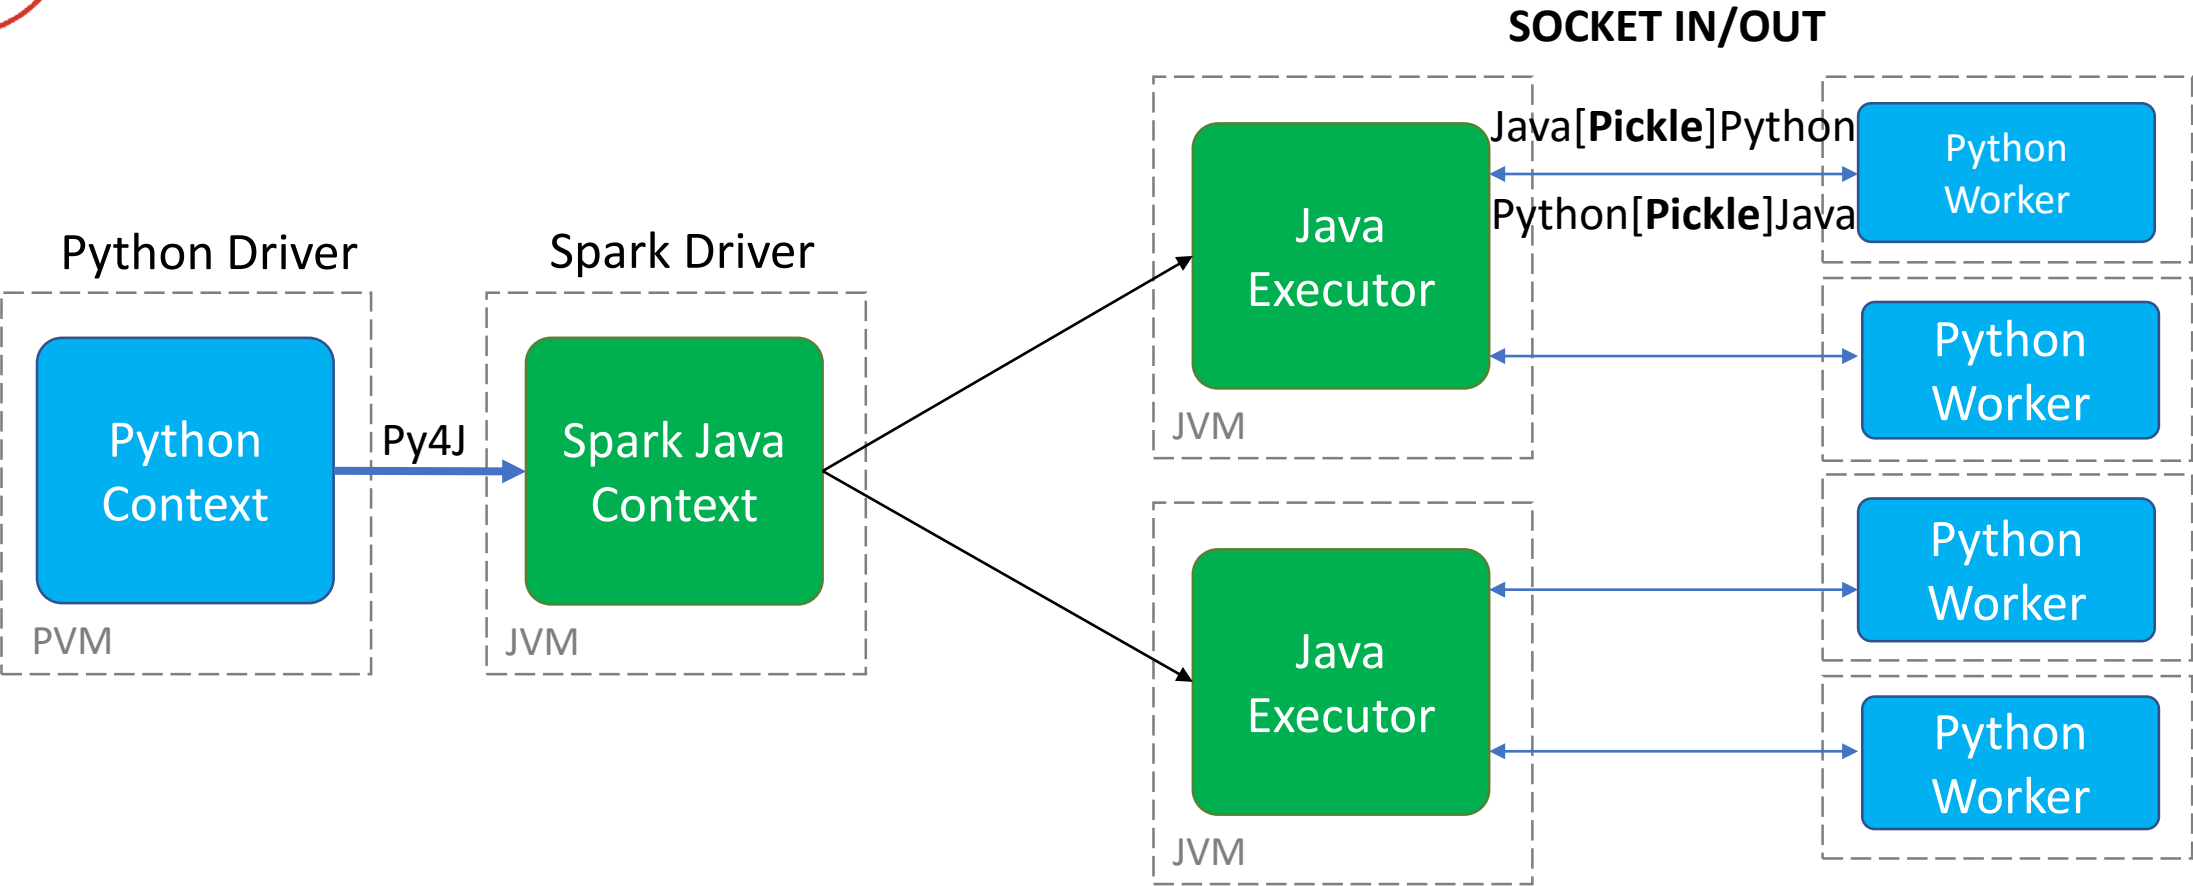 SOCKET IN/OUT
Python Driver
Python
Context
PVM
Py4J
Spark Driver
Spark Java
Context
JVM
Java
Executor
JVM
Java[Pickle]Python
Python[Pickle]Java
Python
Worker
Python
Worker
Java
Executor
JVM
Python
Worker
Python
Worker